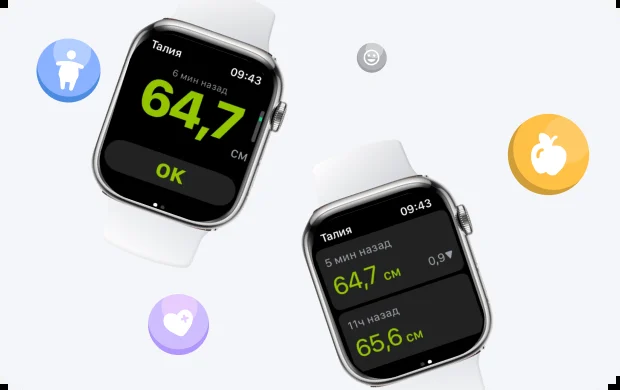 Талия
09:43
6 мин назад
64,7
см
ОК
09:43
Талия
5 мин назад
64,7 см
0,9▼
11ч назад
65,6 см